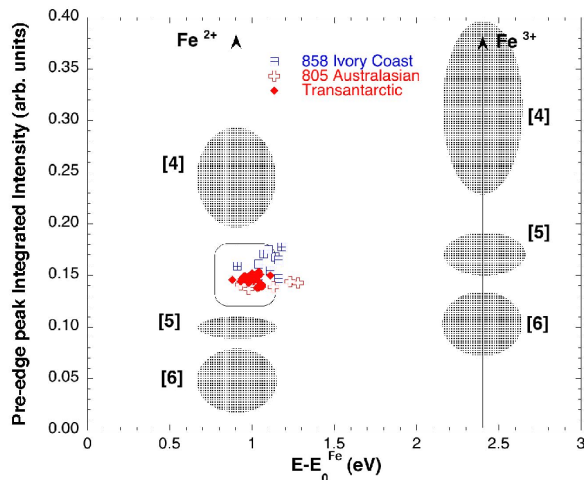 0.40
0.35
0.30
0.25
0.20
0.15
0.10
0.05
0.00
Pre-edge peak Integrated Intensity (arb. units)
Fe 2+
Fe 3+
858 Ivory Coast
805 Australasian
Transantarctic
[4]
[4]
[5]
[5]
[6]
[6]
0 0.5 1 1.5 2 2.5 3
E-E0Fe (eV)